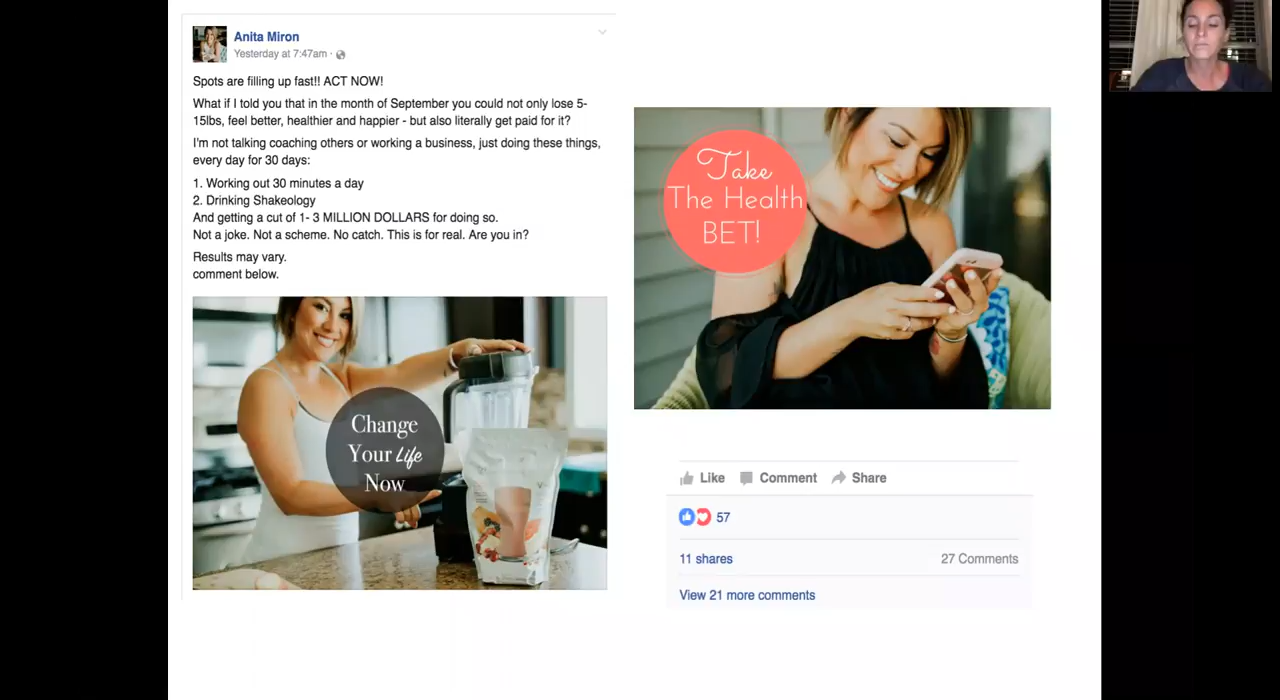 Anita Miron
Yesterday at 7:47am ·
Spots are filling up fast!! ACT NOW!
What if I told you that in the month of September you could not only lose 5-
15lbs, feel better, healthier and happier - but also literally get paid for it?
I'm not talking coaching others or working a business, just doing these things,
every day for 30 days:
1. Working out 30 minutes a day
2. Drinking Shakeology
And getting a cut of 1- 3 MILLION DOLLARS for doing so.
Not a joke. Not a scheme. No catch. This is for real. Are you in?
Results may vary.
comment below.
Change
Your Life
Now
Take
The Health
BET!
Like Comment Share
57
11 shares 27 Comments
View 21 more comments